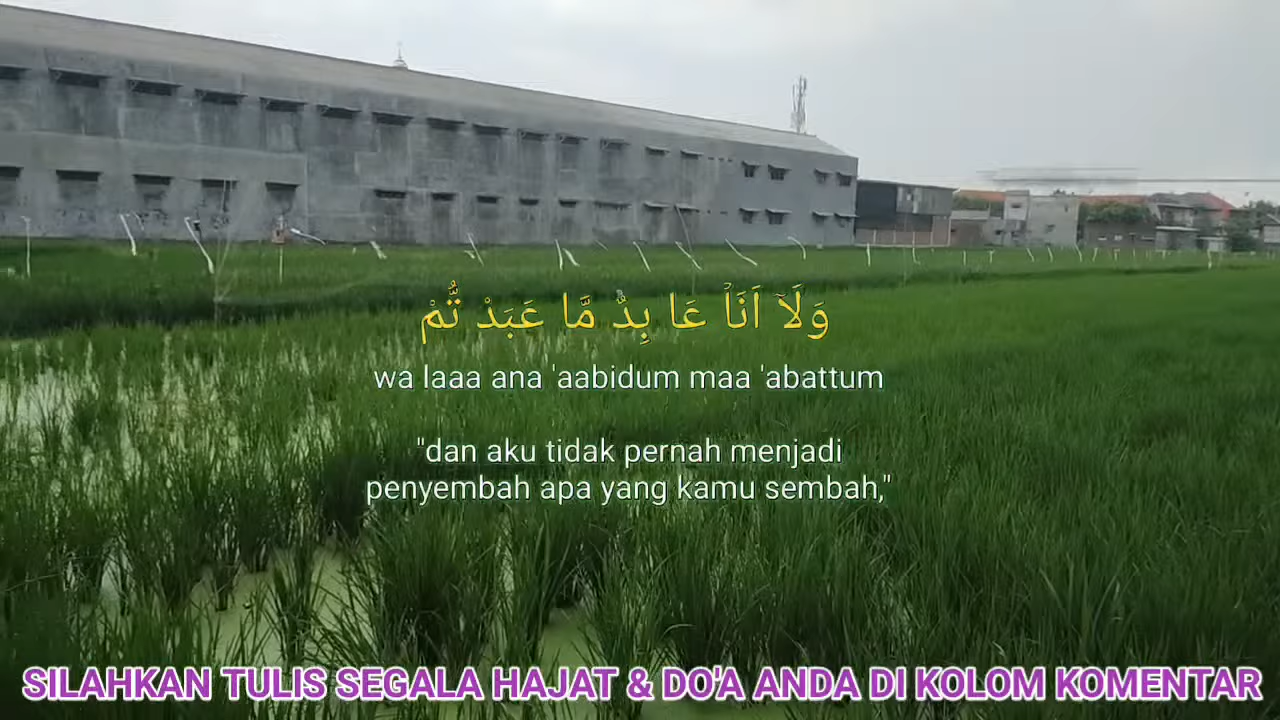 وَلَآ اَنَاۡ عَا بِدٌ مَّا عَبَدْ تُّمْ
wa laaa ana 'aabidum maa 'abattum
"dan aku tidak pernah menjadi
penyembah apa yang kamu sembah,"
SILAHKAN TULIS SEGALA HAJAT & DO'A ANDA DI KOLOM KOMENTAR